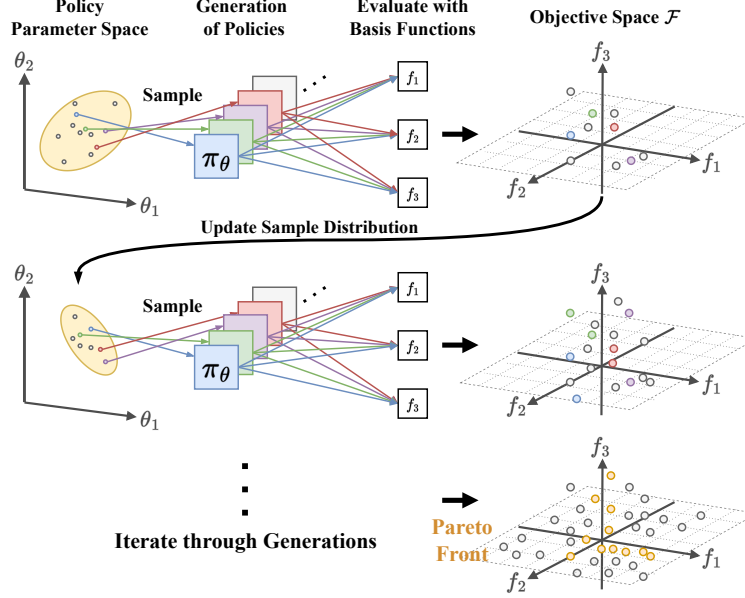 Policy
Parameter Space
Generation
of Policies
Evaluate with
Basis Functions
Objective Space 𝓕
θ₂
θ₁
Sample
πθ
f₁
f₂
f₃
f₃
f₁
f₂
Update Sample Distribution
θ₂
θ₁
Sample
πθ
f₁
f₂
f₃
f₃
f₁
f₂
Iterate through Generations
Pareto
Front
f₃
f₁
f₂